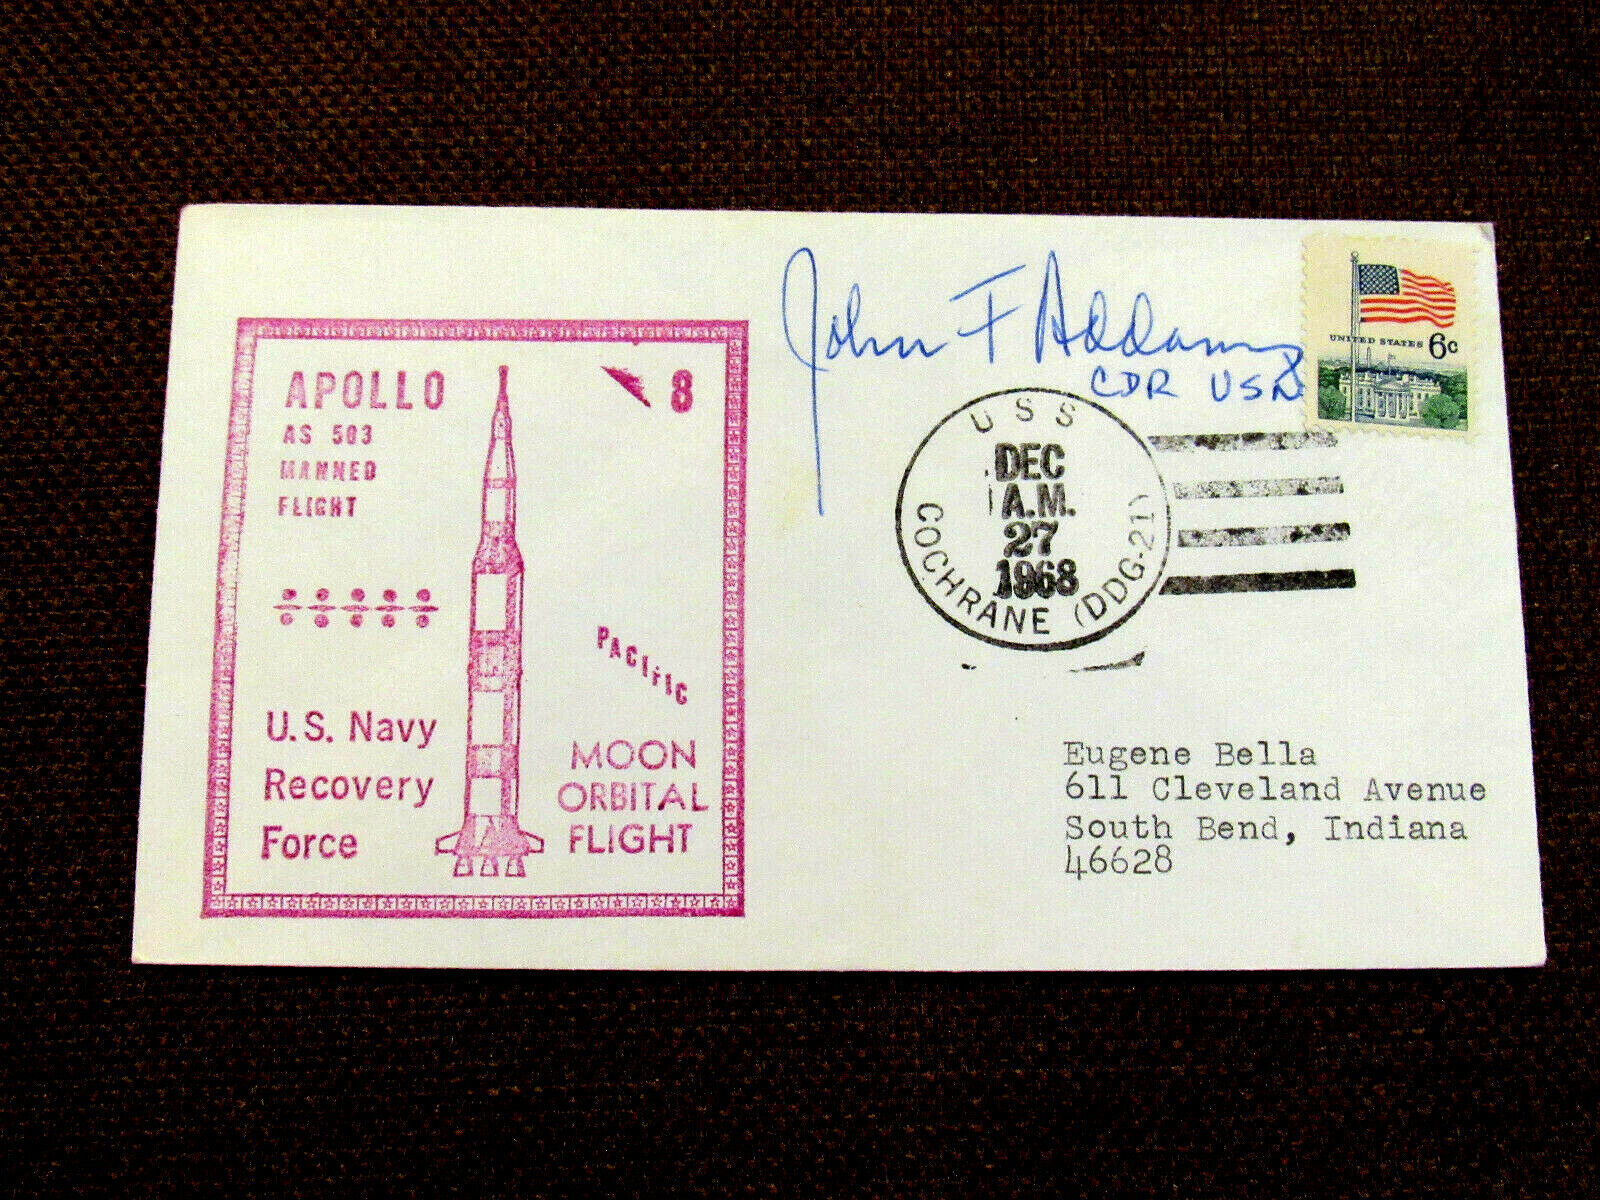 APOLLO 8
AS 503
MANNED
FLIGHT
PACIFIC
U.S. Navy
Recovery
Force
MOON
ORBITAL
FLIGHT
John F Addams
CDR USN
UNITED STATES 6c
USS
DEC
A.M.
27
1968
COCHRANE (DDG-21)
Eugene Bella
611 Cleveland Avenue
South Bend, Indiana
46628